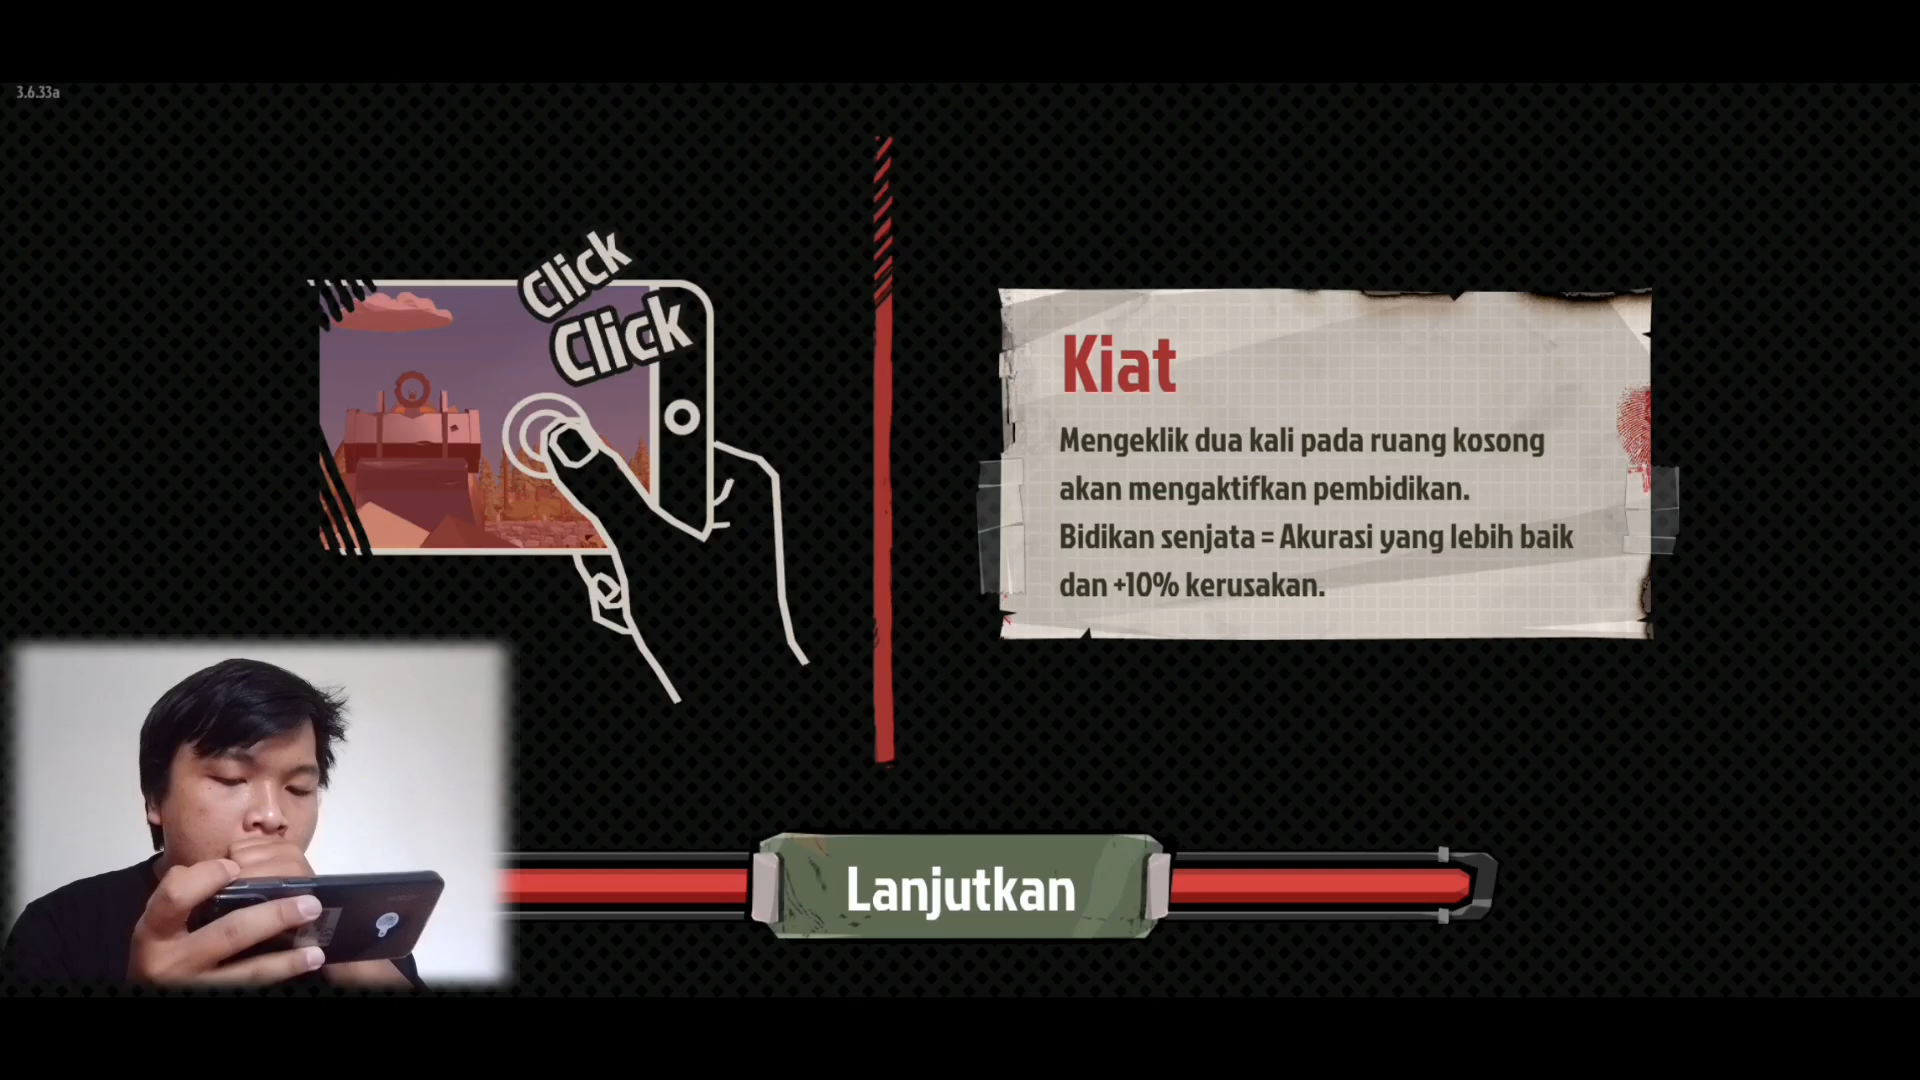 3.6.33a
Click
Click
Kiat
Mengeklik dua kali pada ruang kosong
akan mengaktifkan pembidikan.
Bidikan senjata = Akurasi yang lebih baik
dan +10% kerusakan.
Lanjutkan